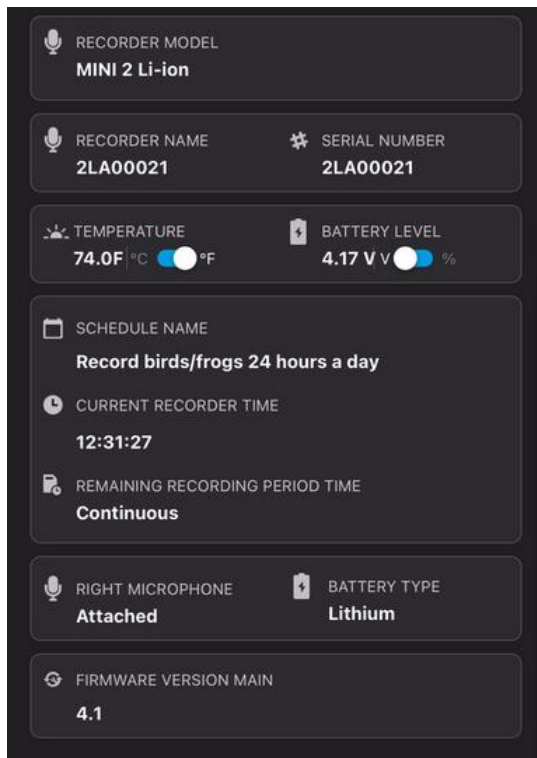 RECORDER MODEL
MINI 2 Li-ion
RECORDER NAME
2LA00021
SERIAL NUMBER
2LA00021
TEMPERATURE
74.0F °C °F
BATTERY LEVEL
4.17 V V %
SCHEDULE NAME
Record birds/frogs 24 hours a day
CURRENT RECORDER TIME
12:31:27
REMAINING RECORDING PERIOD TIME
Continuous
RIGHT MICROPHONE
Attached
BATTERY TYPE
Lithium
FIRMWARE VERSION MAIN
4.1